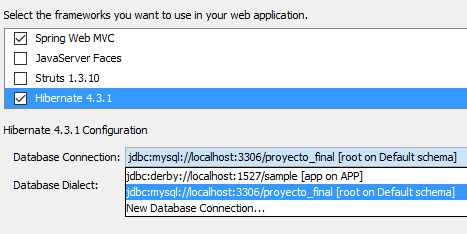 Select the frameworks you want to use in your web application.
Spring Web MVC
JavaServer Faces
Struts 1.3.10
Hibernate 4.3.1
Hibernate 4.3.1 Configuration
Database Connection: jdbc:mysql://localhost:3306/proyecto_final [root on Default schema]
jdbc:derby://localhost:1527/sample [app on APP]
Database Dialect: jdbc:mysql://localhost:3306/proyecto_final [root on Default schema]
New Database Connection...